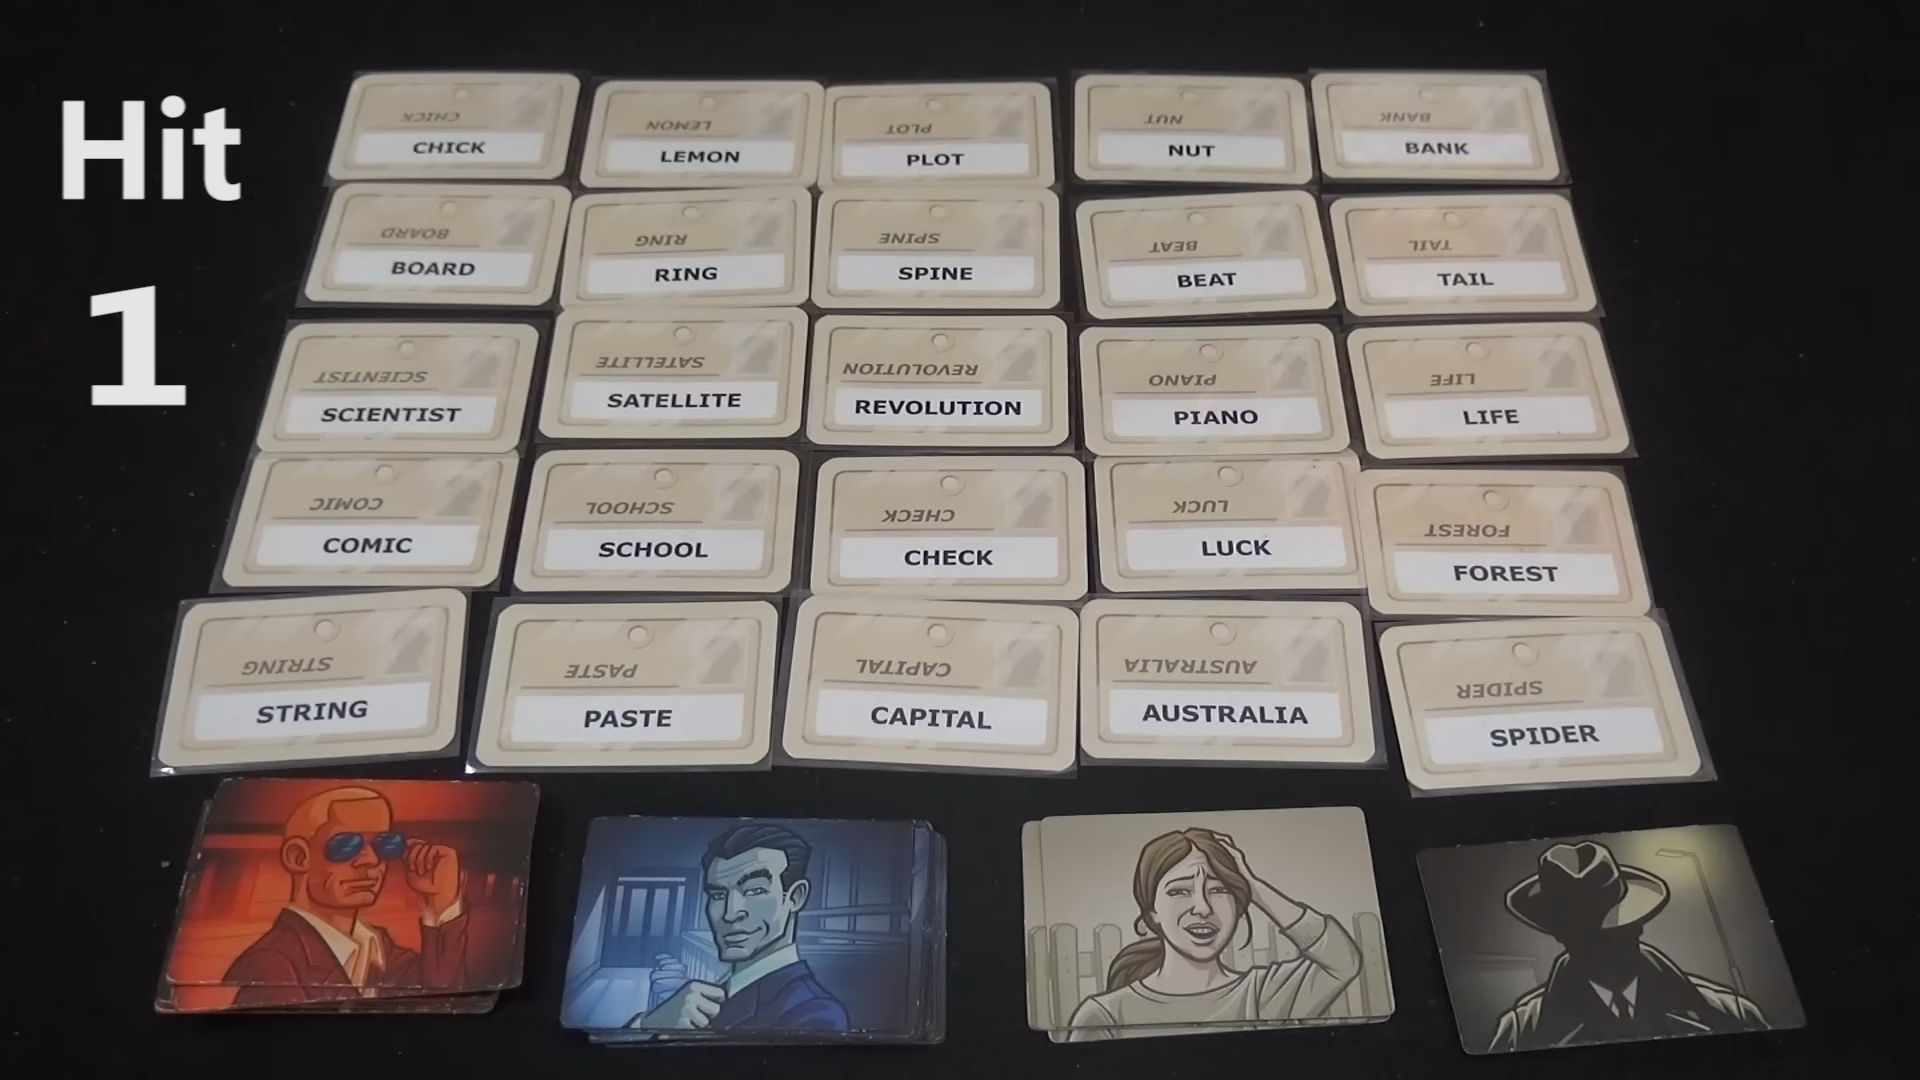 Hit
1
CHICK
CHICK
LEMON
LEMON
PLOT
PLOT
NUT
NUT
BANK
BANK
BOARD
BOARD
RING
RING
SPINE
SPINE
BEAT
BEAT
TAIL
TAIL
SCIENTIST
SCIENTIST
SATELLITE
SATELLITE
REVOLUTION
REVOLUTION
PIANO
PIANO
LIFE
LIFE
COMIC
COMIC
SCHOOL
SCHOOL
CHECK
CHECK
LUCK
LUCK
FOREST
FOREST
STRING
STRING
PASTE
PASTE
CAPITAL
CAPITAL
AUSTRALIA
AUSTRALIA
SPIDER
SPIDER